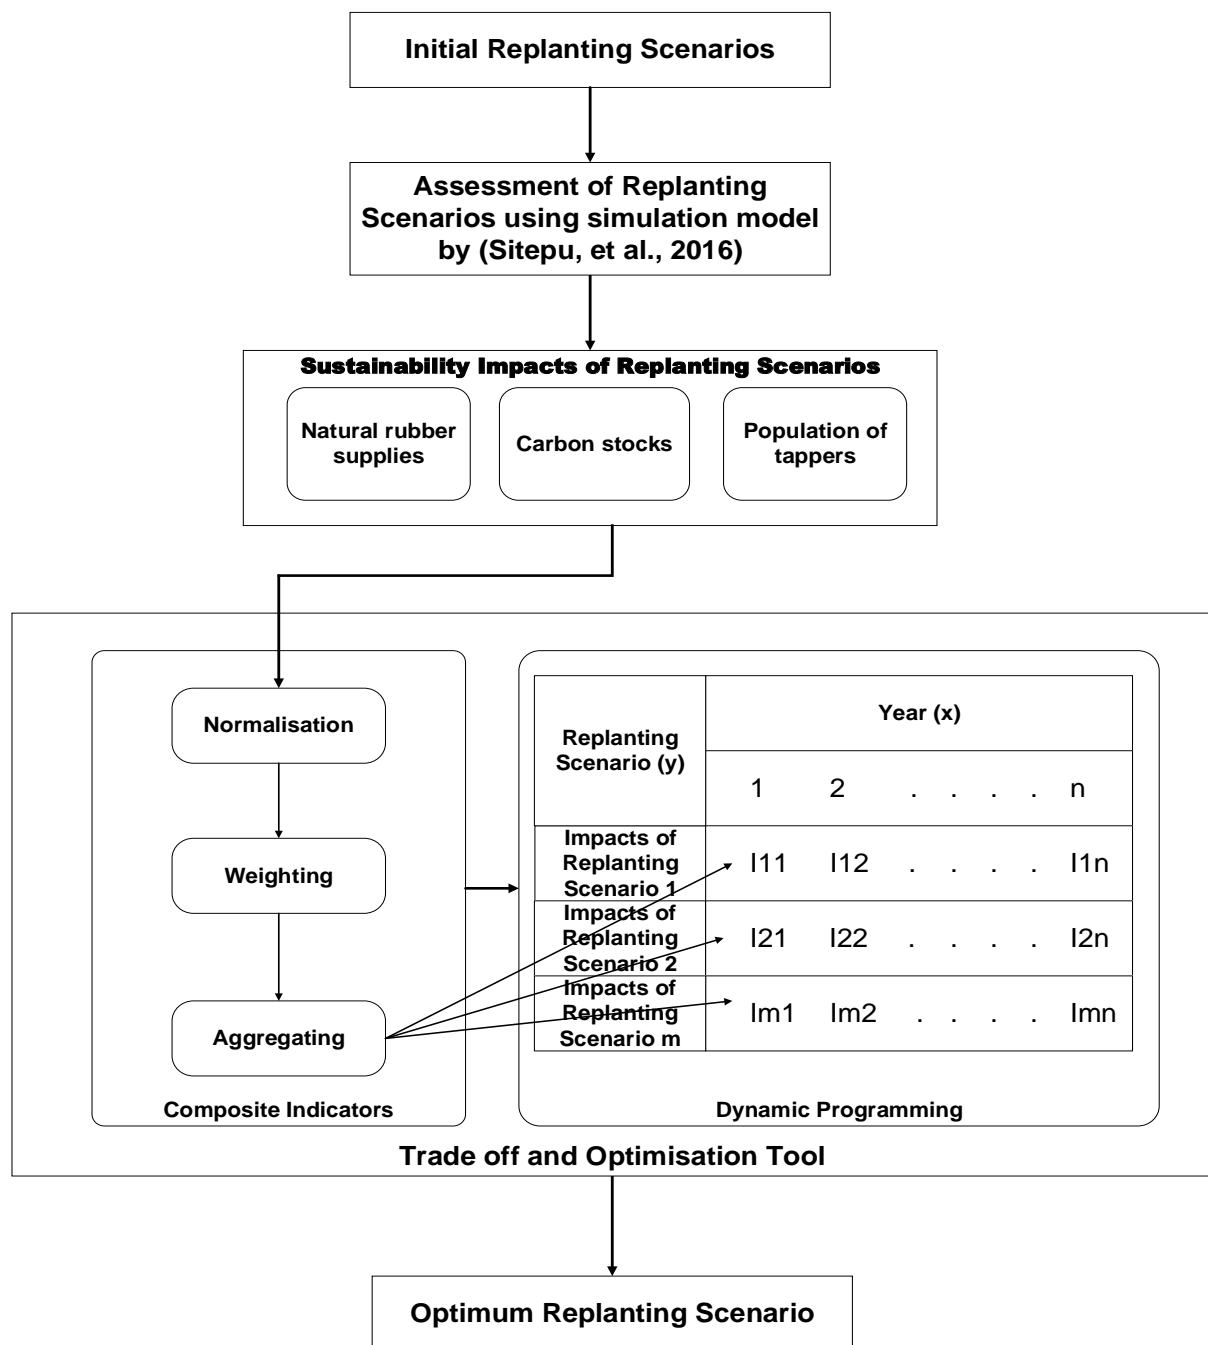 Initial Replanting Scenarios
Assessment of Replanting
Scenarios using simulation model
by (Sitepu, et al., 2016)
Sustainability Impacts of Replanting Scenarios
Natural rubber
supplies
Carbon stocks
Population of
tappers
Normalisation
Weighting
Aggregating
Composite Indicators
Replanting
Scenario (y)
Year (x)
1 2 . . . . n
Impacts of
Replanting
Scenario 1
I11 I12 . . . . I1n
Impacts of
Replanting
Scenario 2
I21 I22 . . . . I2n
Impacts of
Replanting
Scenario m
Im1 Im2 . . . . Imn
Dynamic Programming
Trade off and Optimisation Tool
Optimum Replanting Scenario